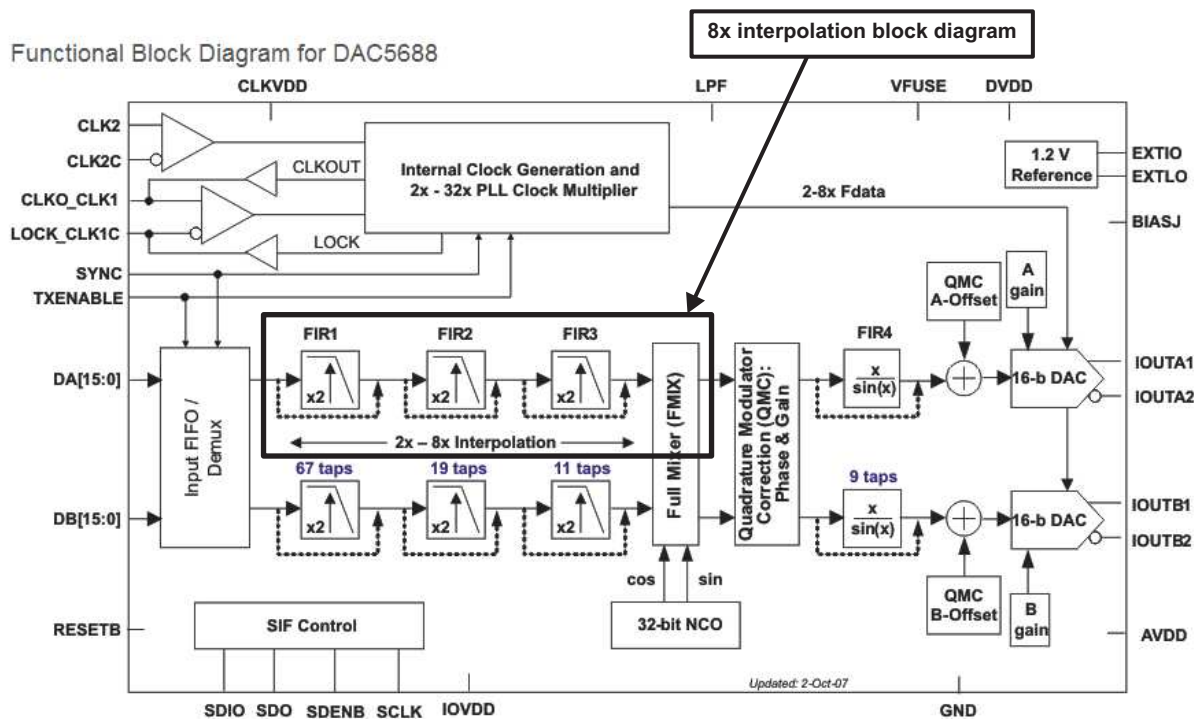 8x interpolation block diagram
Functional Block Diagram for DAC5688
CLKVDD
LPF
VFUSE
DVDD
CLK2
CLK2C
CLKO_CLK1
LOCK_CLK1C
SYNC
TXENABLE
CLKOUT
LOCK
Internal Clock Generation and
2x - 32x PLL Clock Multiplier
2-8x Fdata
1.2 V
Reference
EXTIO
EXTLO
BIASJ
QMC
A-Offset
A
gain
FIR1
FIR2
FIR3
FIR4
DA[15:0]
x2
x2
x2
x
sin(x)
16-b DAC
IOUTA1
IOUTA2
Input FIFO /
Demux
2x – 8x Interpolation
Full Mixer (FMIX)
Quadrature Modulator
Correction (QMC):
Phase & Gain
67 taps
19 taps
11 taps
9 taps
DB[15:0]
x2
x2
x2
x
sin(x)
16-b DAC
IOUTB1
IOUTB2
cos
sin
QMC
B-Offset
B
gain
RESETB
SIF Control
32-bit NCO
AVDD
Updated: 2-Oct-07
SDIO
SDO
SDENB
SCLK
IOVDD
GND